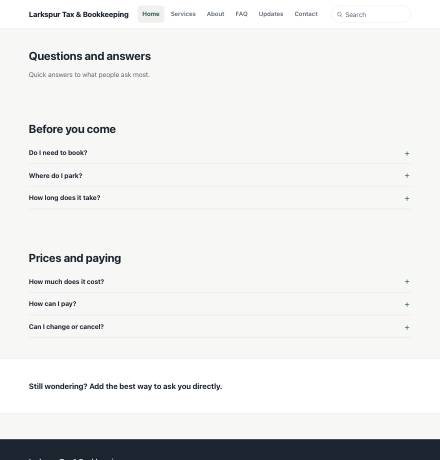 Larkspur Tax & Bookkeeping Home Services About FAQ Updates Contact Search
Questions and answers
Quick answers to what people ask most.
Before you come
Do I need to book? +
Where do I park? +
How long does it take? +
Prices and paying
How much does it cost? +
How can I pay? +
Can I change or cancel? +
Still wondering? Add the best way to ask you directly.